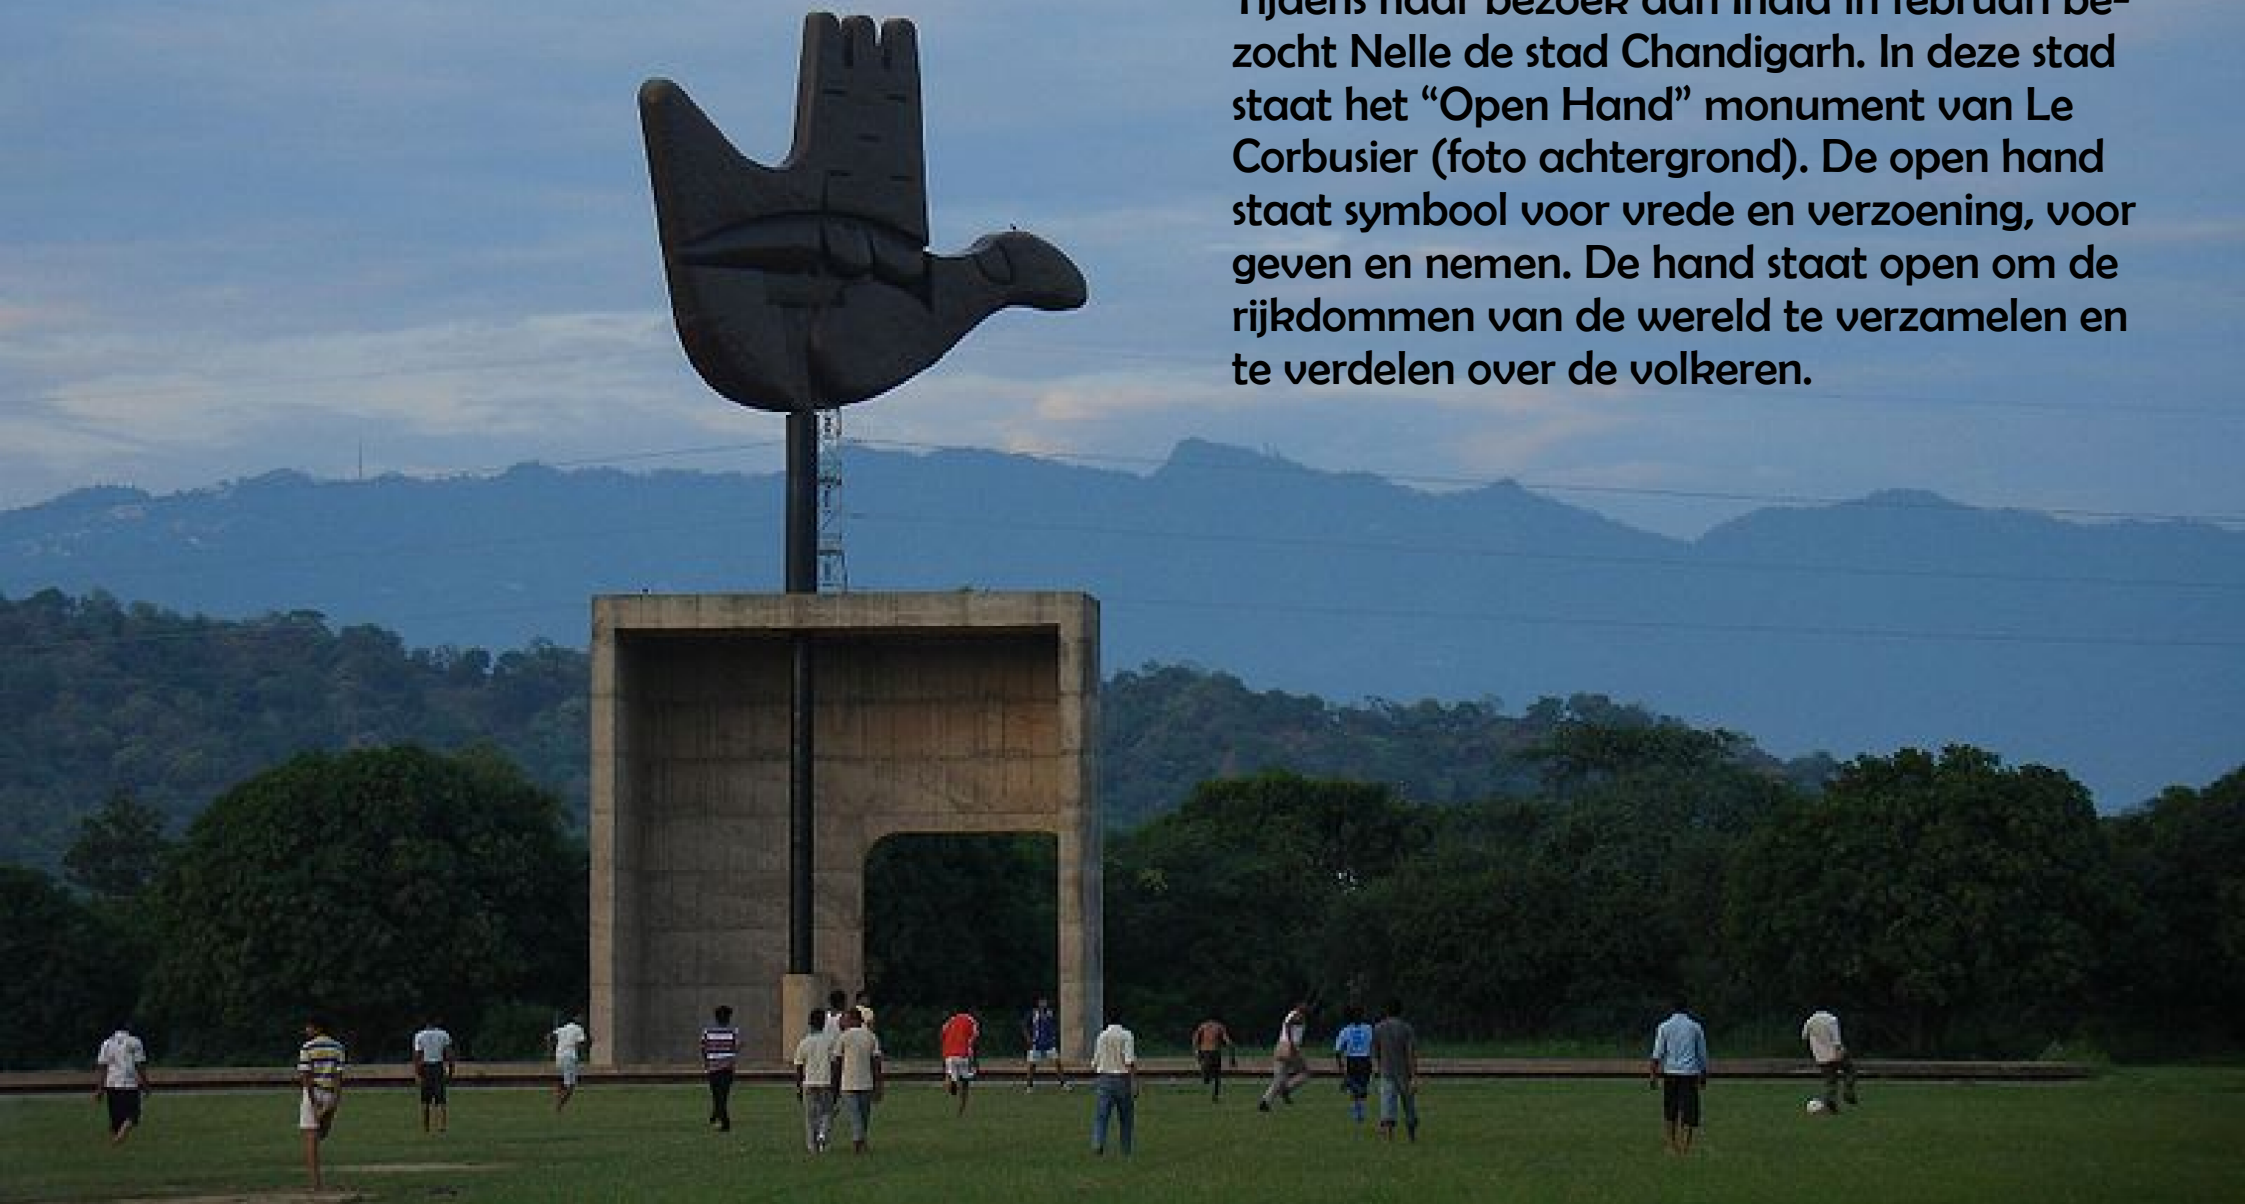 Tijdens haar bezoek aan India in februari be-
zocht Nelle de stad Chandigarh. In deze stad
staat het “Open Hand” monument van Le
Corbusier (foto achtergrond). De open hand
staat symbool voor vrede en verzoening, voor
geven en nemen. De hand staat open om de
rijkdommen van de wereld te verzamelen en
te verdelen over de volkeren.